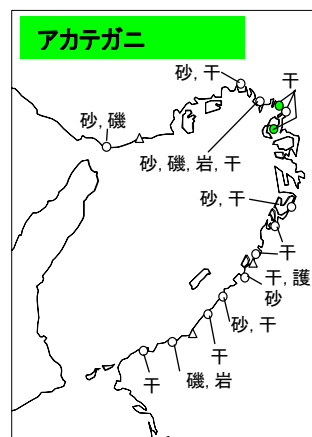 アカテガニ
砂, 干
干
砂, 磯
砂, 磯, 岩, 干
砂, 干
干
干, 護
砂
砂, 干
干
磯, 岩
干